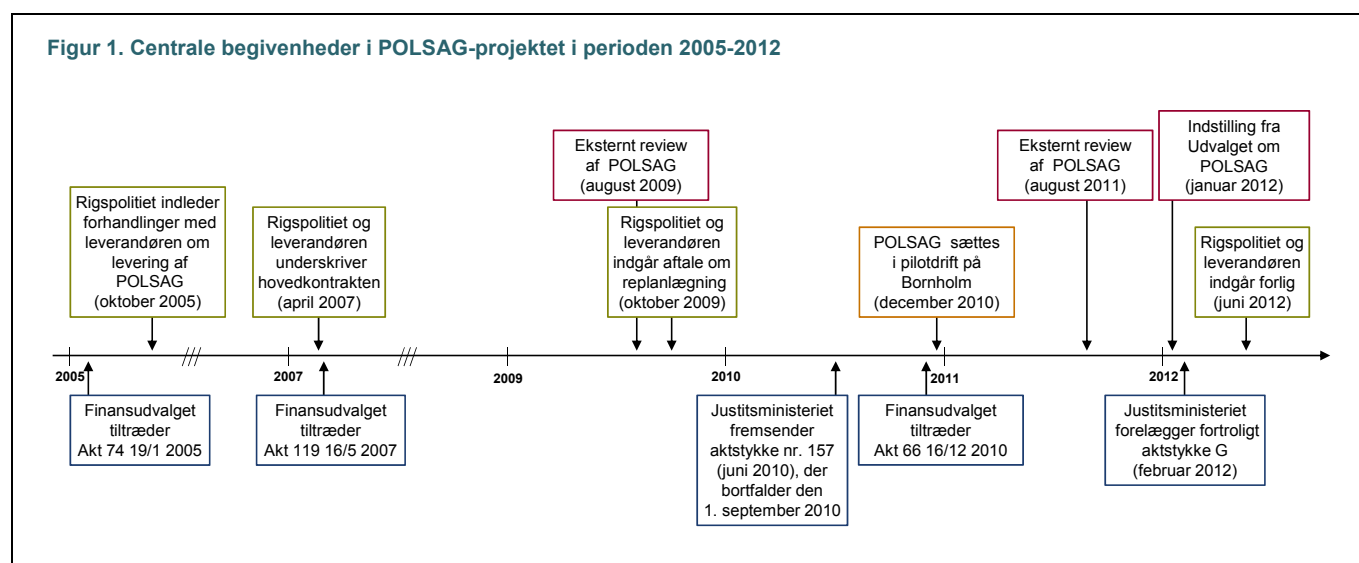 Figur 1. Centrale begivenheder i POLSAG-projektet i perioden 2005-2012
Rigspolitiet indleder
forhandlinger med
leverandøren om
levering af
POLSAG
(oktober 2005)
Rigspolitiet og
leverandøren
underskriver
hovedkontrakten
(april 2007)
Eksternt review
af POLSAG
(august 2009)
Rigspolitiet og
leverandøren
indgår aftale om
replanlægning
(oktober 2009)
POLSAG sættes
i pilotdrift på
Bornholm
(december 2010)
Eksternt review
af POLSAG
(august 2011)
Indstilling fra
Udvalget om
POLSAG
(januar 2012)
Rigspolitiet og
leverandøren
indgår forlig
(juni 2012)
2005
2007
2009
2010
2011
2012
Finansudvalget
tiltræder
Akt 74 19/1 2005
Finansudvalget
tiltræder
Akt 119 16/5 2007
Justitsministeriet
fremsender
aktstykke nr. 157
(juni 2010), der
bortfalder den
1. september 2010
Finansudvalget
tiltræder
Akt 66 16/12 2010
Justitsministeriet
forelægger fortroligt
aktstykke G
(februar 2012)